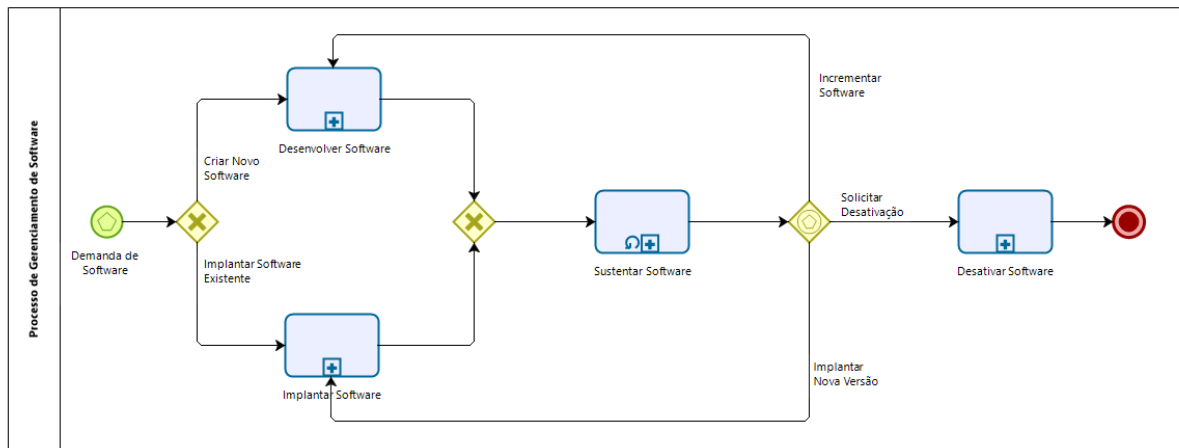 Processo de Gerenciamento de Software
Demanda de
Software
Criar Novo
Software
Implantar Software
Existente
Desenvolver Software
Implantar Software
Sustentar Software
Incrementar
Software
Solicitar
Desativação
Implantar
Nova Versão
Desativar Software